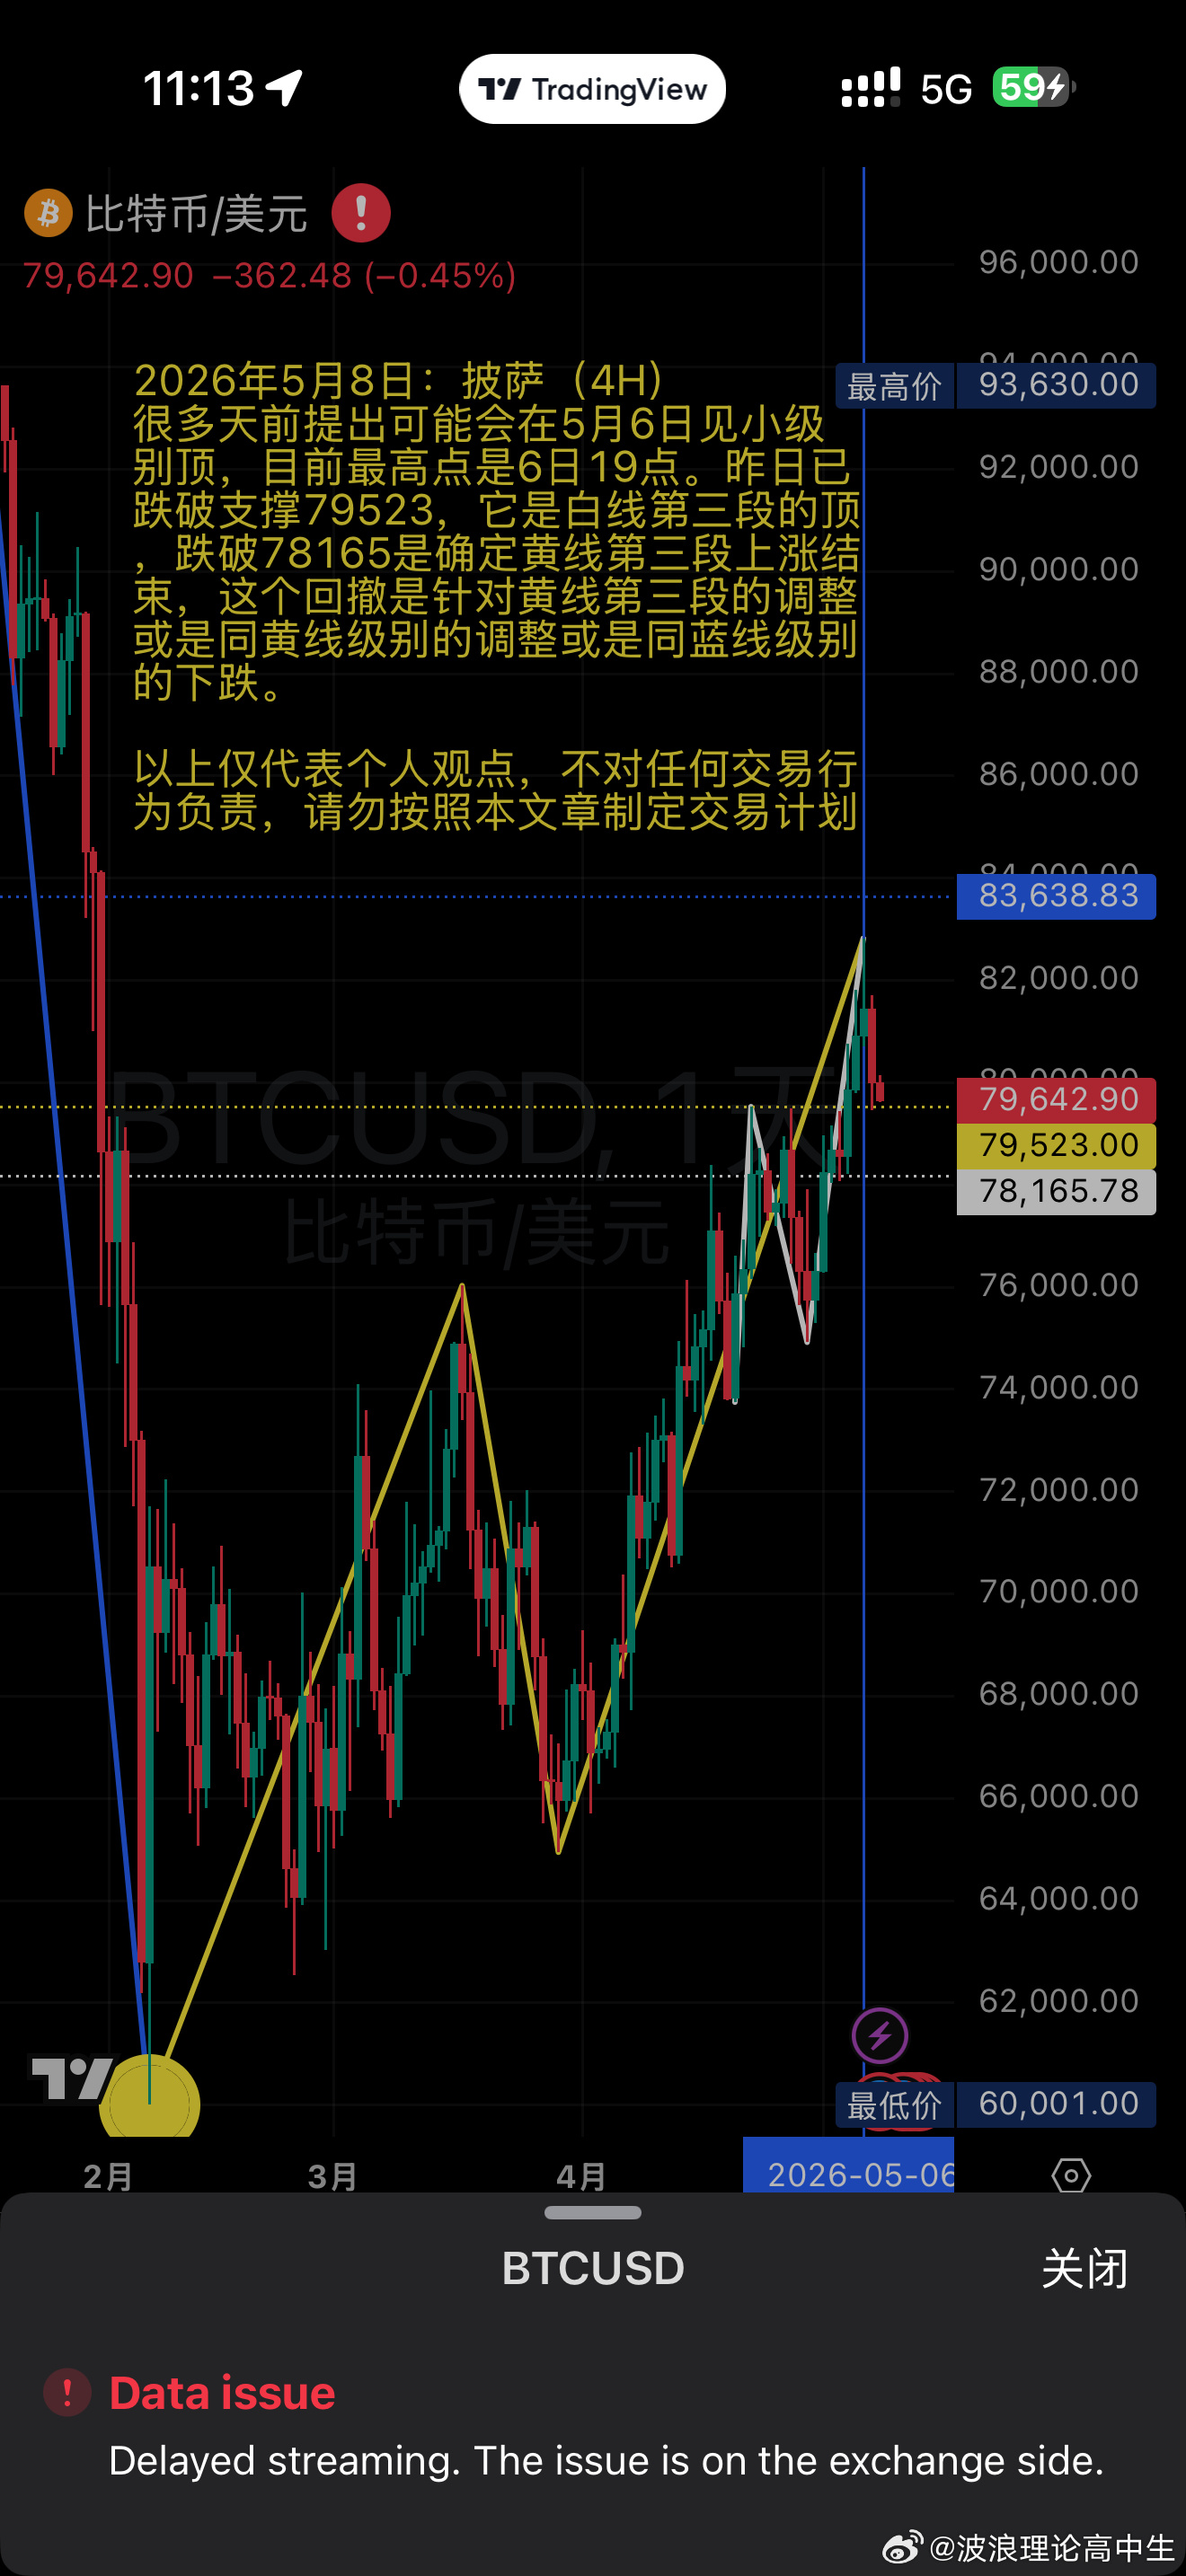 11:13
TradingView
5G
59
比特币/美元
79,642.90 −362.48 (−0.45%)
96,000.00
94,000.00
最高价 93,630.00
2026年5月8日：披萨（4H）
很多天前提出可能会在5月6日见小级
别顶，目前最高点是6日19点。昨日已
跌破支撑79523，它是白线第三段的顶
，跌破78165是确定黄线第三段上涨结
束，这个回撤是针对黄线第三段的调整
或是同黄线级别的调整或是同蓝线级别
的下跌。
以上仅代表个人观点，不对任何交易行
为负责，请勿按照本文章制定交易计划
92,000.00
90,000.00
88,000.00
86,000.00
84,000.00
83,638.83
82,000.00
80,000.00
79,642.90
79,523.00
78,165.78
BTCUSD, 1天
比特币/美元
76,000.00
74,000.00
72,000.00
70,000.00
68,000.00
66,000.00
64,000.00
62,000.00
最低价 60,001.00
2月
3月
4月
2026-05-06
BTCUSD
关闭
Data issue
Delayed streaming. The issue is on the exchange side.
@波浪理论高中生